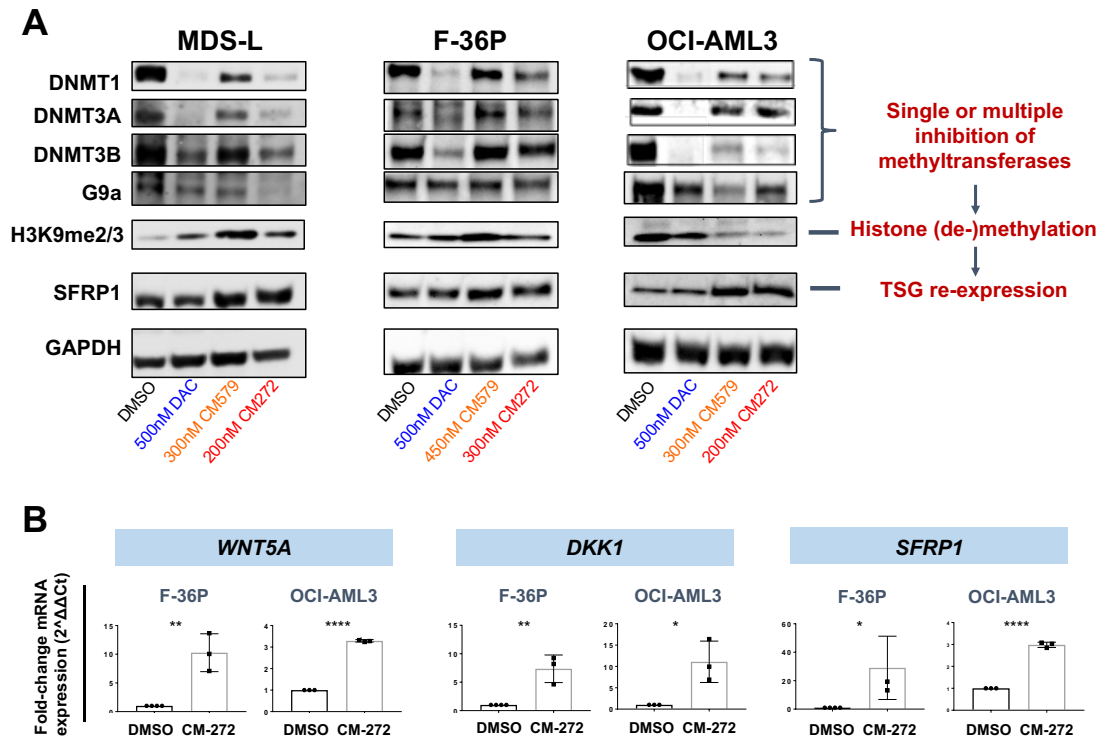 A
MDS-L
F-36P
OCI-AML3
DNMT1
DNMT3A
DNMT3B
G9a
H3K9me2/3
SFRP1
GAPDH
Single or multiple
inhibition of
methyltransferases
Histone (de-)methylation
TSG re-expression
DMSO
500nM DAC
300nM CM579
200nM CM272
DMSO
500nM DAC
450nM CM579
300nM CM272
DMSO
500nM DAC
300nM CM579
200nM CM272
B
WNT5A
DKK1
SFRP1
Fold-change mRNA
expression (2^ΔΔCt)
F-36P
**
15
10
5
0
DMSO CM-272
OCI-AML3
****
4
3
2
1
0
DMSO CM-272
F-36P
**
15
10
5
0
DMSO CM-272
OCI-AML3
*
20
15
10
5
0
DMSO CM-272
F-36P
*
60
40
20
0
DMSO CM-272
OCI-AML3
****
4
3
2
1
0
DMSO CM-272